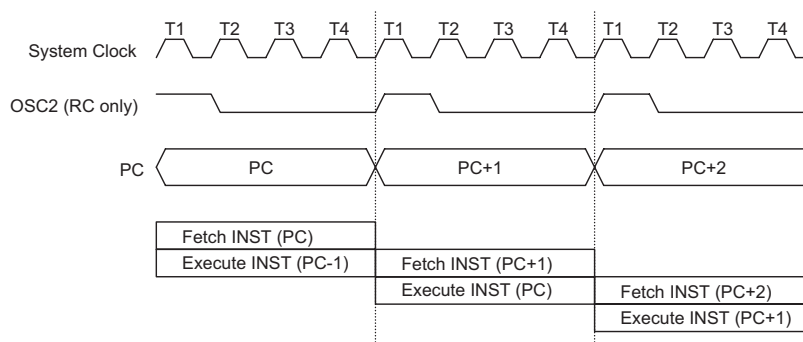 T1 T2 T3 T4 T1 T2 T3 T4 T1 T2 T3 T4
System Clock
OSC2 (RC only)
PC PC PC+1 PC+2
Fetch INST (PC)
Execute INST (PC-1) Fetch INST (PC+1)
Execute INST (PC) Fetch INST (PC+2)
Execute INST (PC+1)